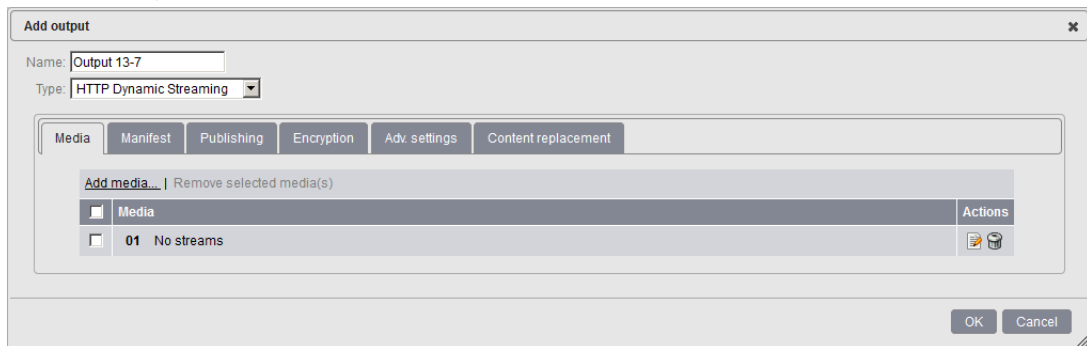 Add output
Name: Output 13-7
Type: HTTP Dynamic Streaming
Media Manifest Publishing Encryption Adv. settings Content replacement
Add media... | Remove selected media(s)
Media Actions
01 No streams
OK Cancel